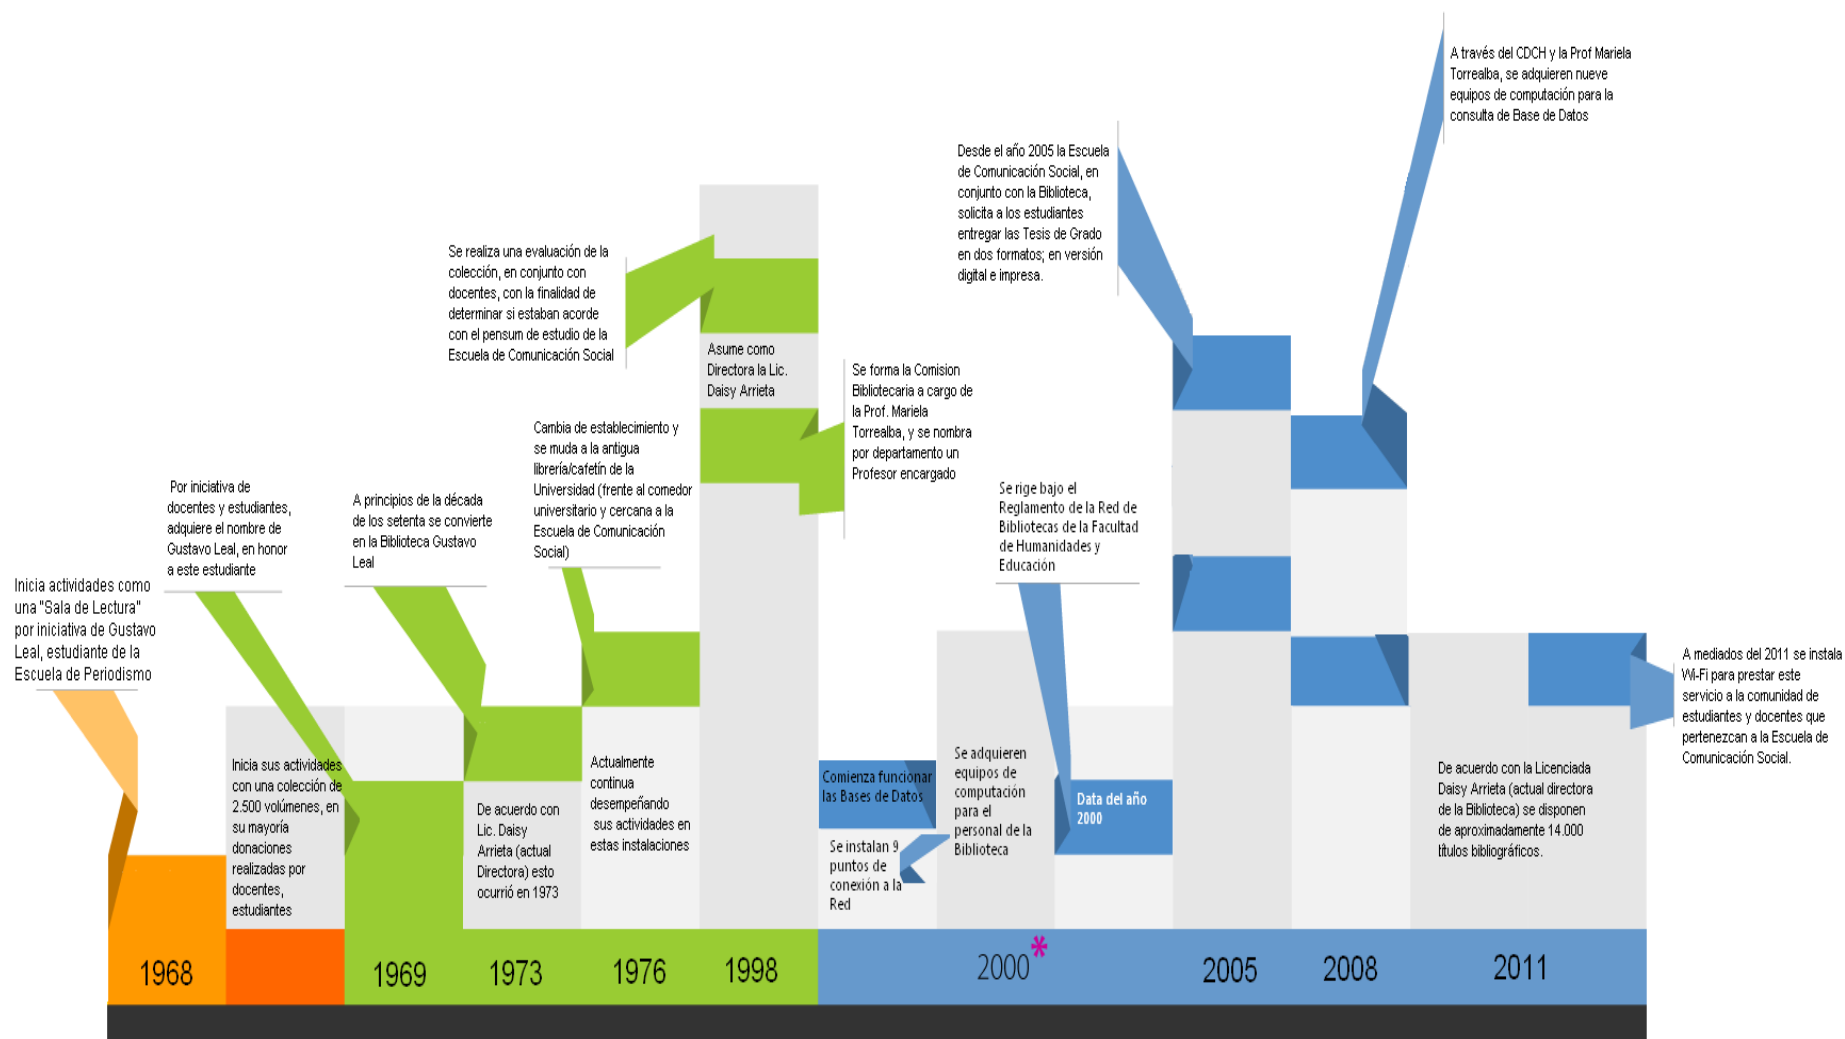 Inicia actividades como
una "Sala de Lectura"
por iniciativa de Gustavo
Leal, estudiante de la
Escuela de Periodismo
Inicia sus actividades
con una colección de
2.500 volúmenes, en
su mayoría
donaciones
realizadas por
docentes,
estudiantes
Por iniciativa de
docentes y estudiantes,
adquiere el nombre de
Gustavo Leal, en honor
a este estudiante
A principios de la década
de los setenta se convierte
en la Biblioteca Gustavo
Leal
De acuerdo con
Lic. Daisy
Arrieta (actual
Directora) esto
ocurrió en 1973
Cambia de establecimiento y
se muda a la antigua
librería/cafetín de la
Universidad (frente al comedor
universitario y cercana a la
Escuela de Comunicación
Social)
Actualmente
continua
desempeñando
sus actividades en
estas instalaciones
Se realiza una evaluación de la
colección, en conjunto con
docentes, con la finalidad de
determinar si estaban acorde
con el pensum de estudio de la
Escuela de Comunicación Social
Asume como
Directora la Lic.
Daisy Arrieta
Se forma la Comision
Bibliotecaria a cargo de
la Prof. Mariela
Torrealba, y se nombra
por departamento un
Profesor encargado
Comienza funcionar
las Bases de Datos
Se instalan 9
puntos de
conexión a la
Red
Se adquieren
equipos de
computación
para el
personal de la
Biblioteca
Se rige bajo el
Reglamento de la Red de
Bibliotecas de la Facultad
de Humanidades y
Educación
Data del año
2000
Desde el año 2005 la Escuela
de Comunicación Social, en
conjunto con la Biblioteca,
solicita a los estudiantes
entregar las Tesis de Grado
en dos formatos; en versión
digital e impresa.
A través del CDCH y la Prof Mariela
Torrealba, se adquieren nueve
equipos de computación para la
consulta de Base de Datos
De acuerdo con la Licenciada
Daisy Arrieta (actual directora
de la Biblioteca) se disponen
de aproximadamente 14.000
títulos bibliográficos.
A mediados del 2011 se instala
Wi-Fi para prestar este
servicio a la comunidad de
estudiantes y docentes que
pertenezcan a la Escuela de
Comunicación Social.
1968
1969
1973
1976
1998
2000*
2005
2008
2011